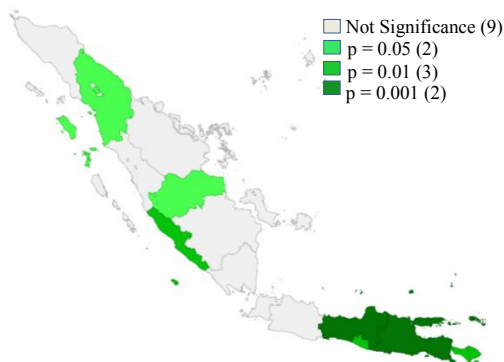 Not Significance (9)
p = 0.05 (2)
p = 0.01 (3)
p = 0.001 (2)